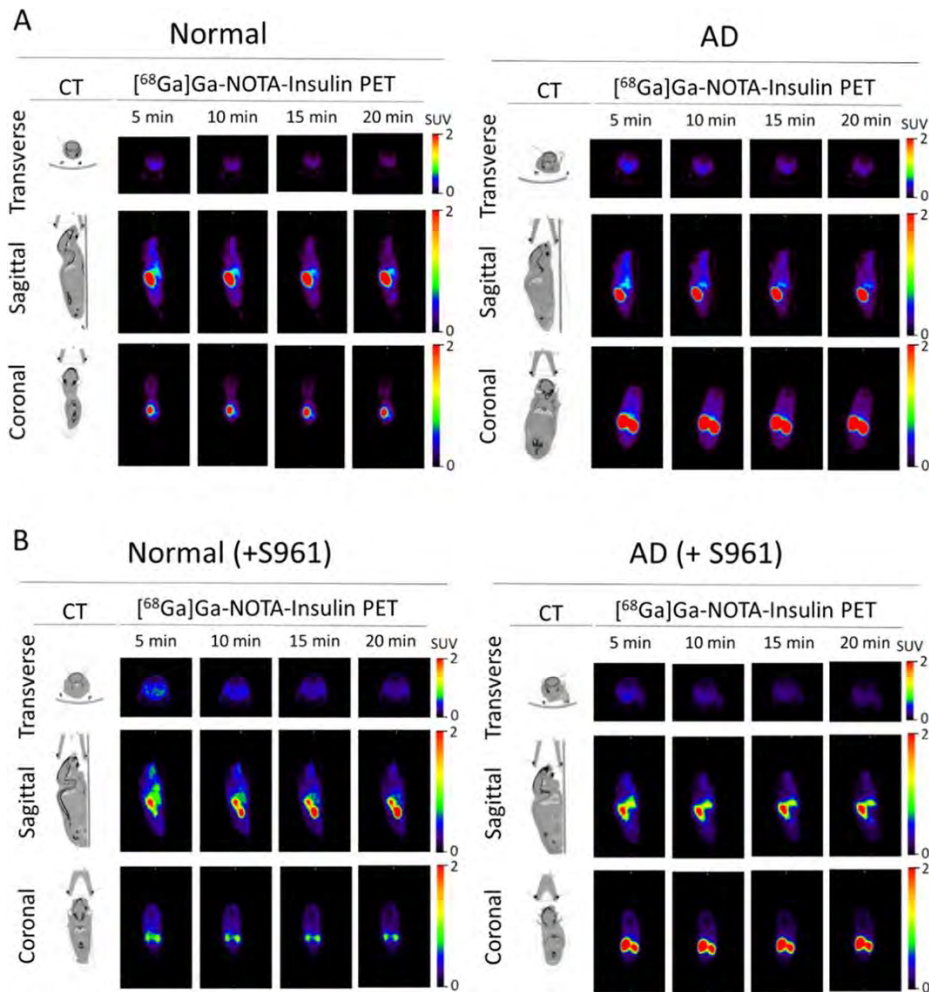 A
Normal
CT
[⁶⁸Ga]Ga-NOTA-Insulin PET
5 min 10 min 15 min 20 min SUV
Transverse
2
0
Sagittal
2
0
Coronal
2
0
AD
CT
[⁶⁸Ga]Ga-NOTA-Insulin PET
5 min 10 min 15 min 20 min SUV
Transverse
2
0
Sagittal
2
0
Coronal
2
0
B
Normal (+S961)
CT
[⁶⁸Ga]Ga-NOTA-Insulin PET
5 min 10 min 15 min 20 min SUV
Transverse
2
0
Sagittal
2
0
Coronal
2
0
AD (+ S961)
CT
[⁶⁸Ga]Ga-NOTA-Insulin PET
5 min 10 min 15 min 20 min SUV
Transverse
2
0
Sagittal
2
0
Coronal
2
0